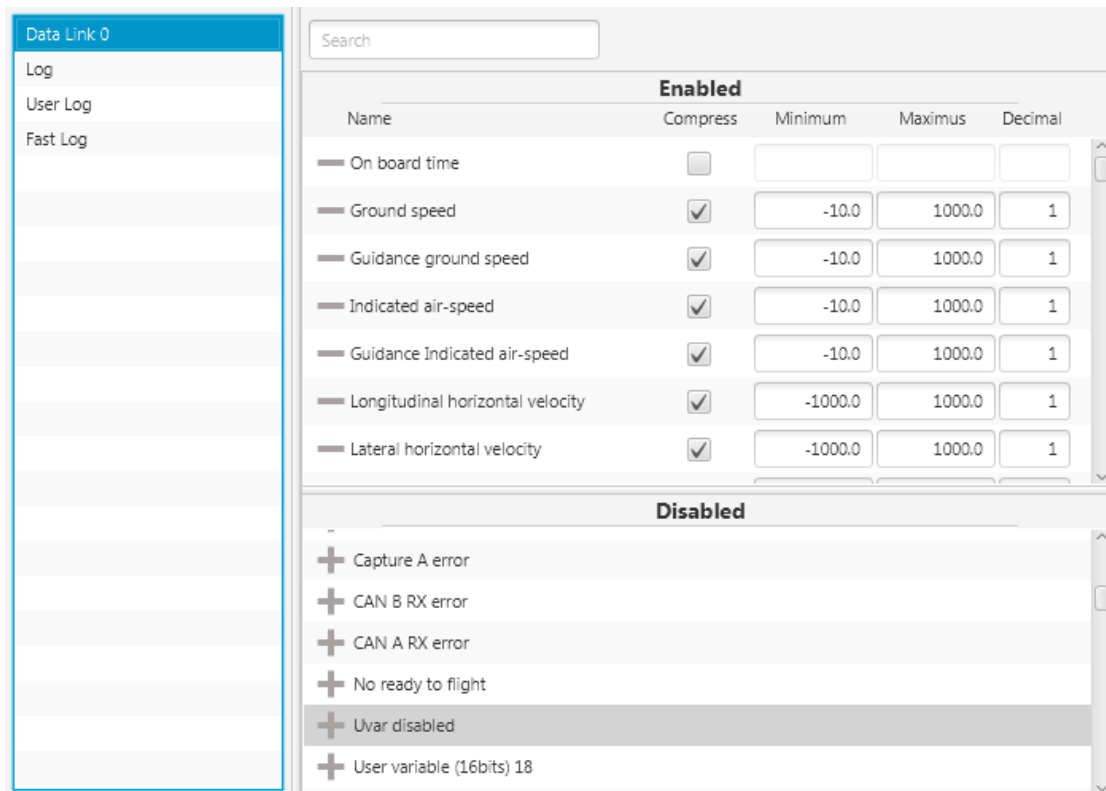 Data Link 0
Log
User Log
Fast Log
Search
Enabled
Name Compress Minimum Maximus Decimal
On board time
Ground speed -10.0 1000.0 1
Guidance ground speed -10.0 1000.0 1
Indicated air-speed -10.0 1000.0 1
Guidance Indicated air-speed -10.0 1000.0 1
Longitudinal horizontal velocity -1000.0 1000.0 1
Lateral horizontal velocity -1000.0 1000.0 1
Disabled
Capture A error
CAN B RX error
CAN A RX error
No ready to flight
Uvar disabled
User variable (16bits) 18